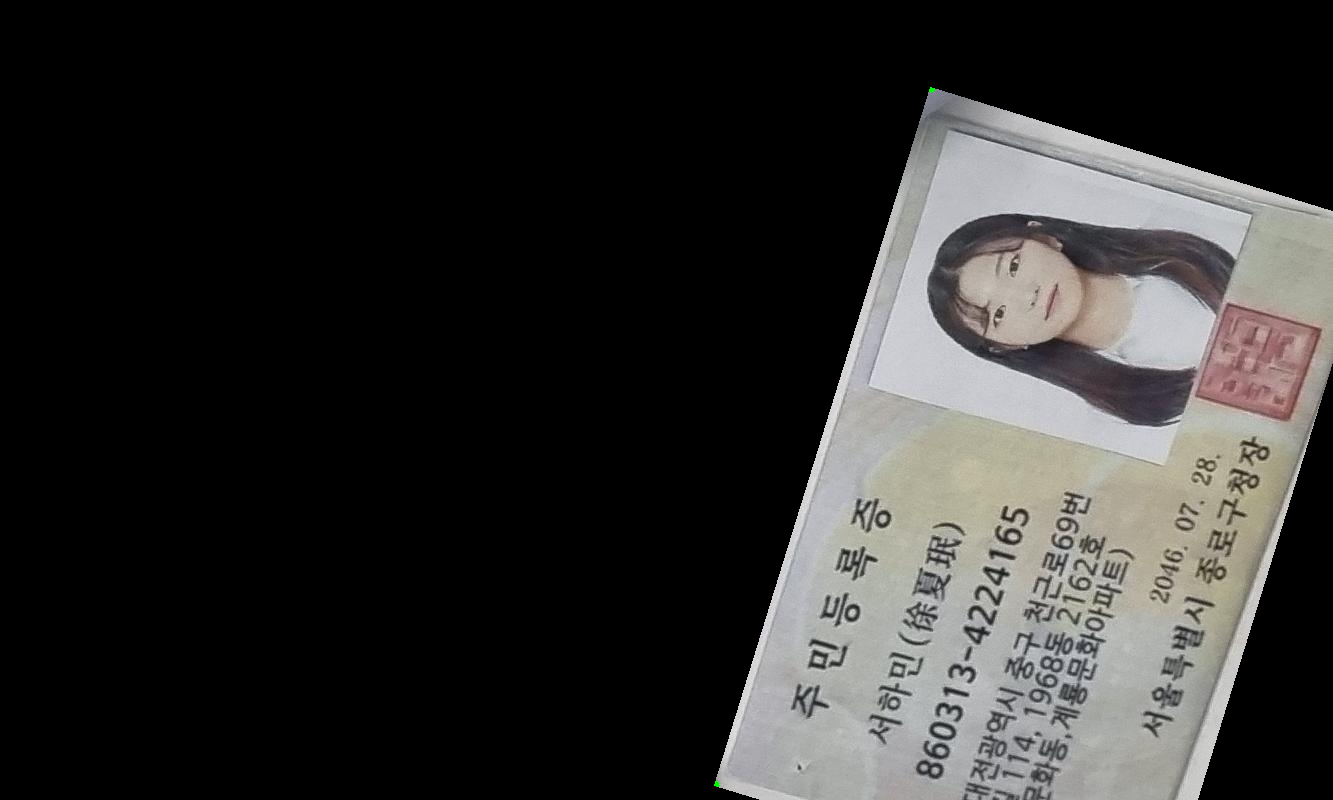 주민등록증
서하민(徐夏珉)
860313-4224165
대전광역시 중구 천근로69번
길 114, 1968동 2162호
문화동,계룡문화아파트)
2046. 07. 28.
서울특별시 종로구청장